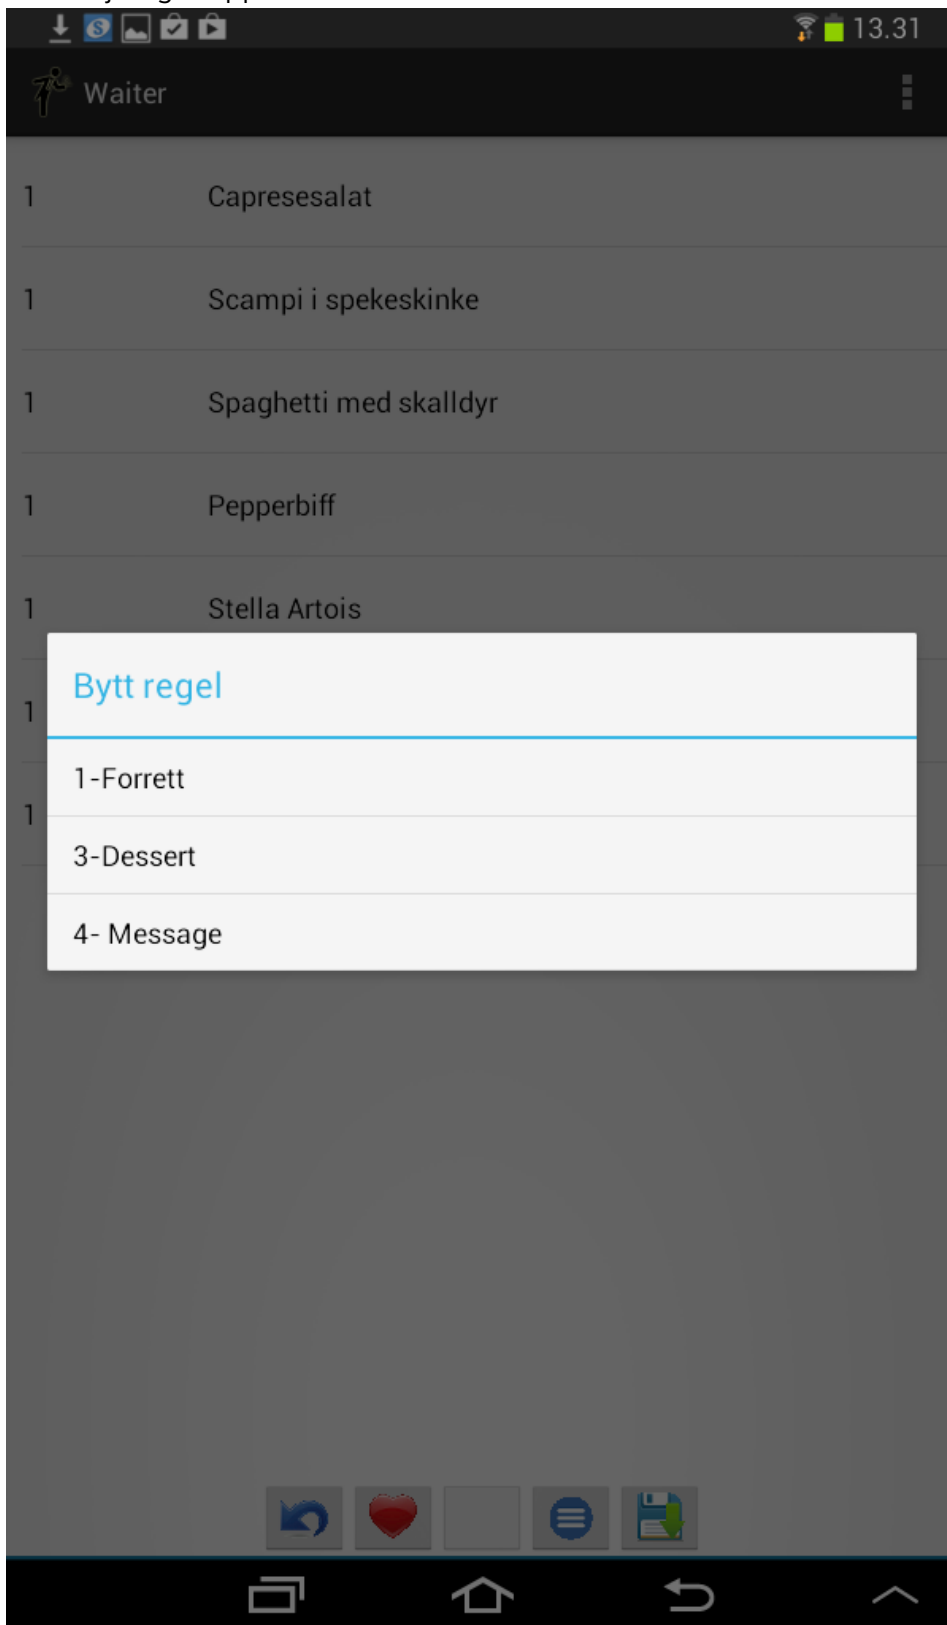 13.31
Waiter
1 Capresesalat
1 Scampi i spekeskinke
1 Spaghetti med skalldyr
1 Pepperbiff
1 Stella Artois
Bytt regel
1
1-Forrett
1
3-Dessert
4- Message